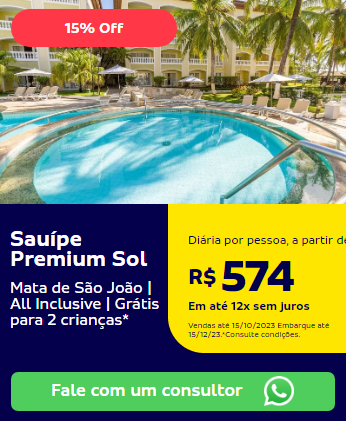 15% Off
Sauípe
Premium Sol
Mata de São João |
All Inclusive | Grátis
para 2 crianças*
Diária por pessoa, a partir de
R$ 574
Em até 12x sem juros
Vendas até 15/10/2023 Embarque até
15/12/23.*Consulte condições.
Fale com um consultor